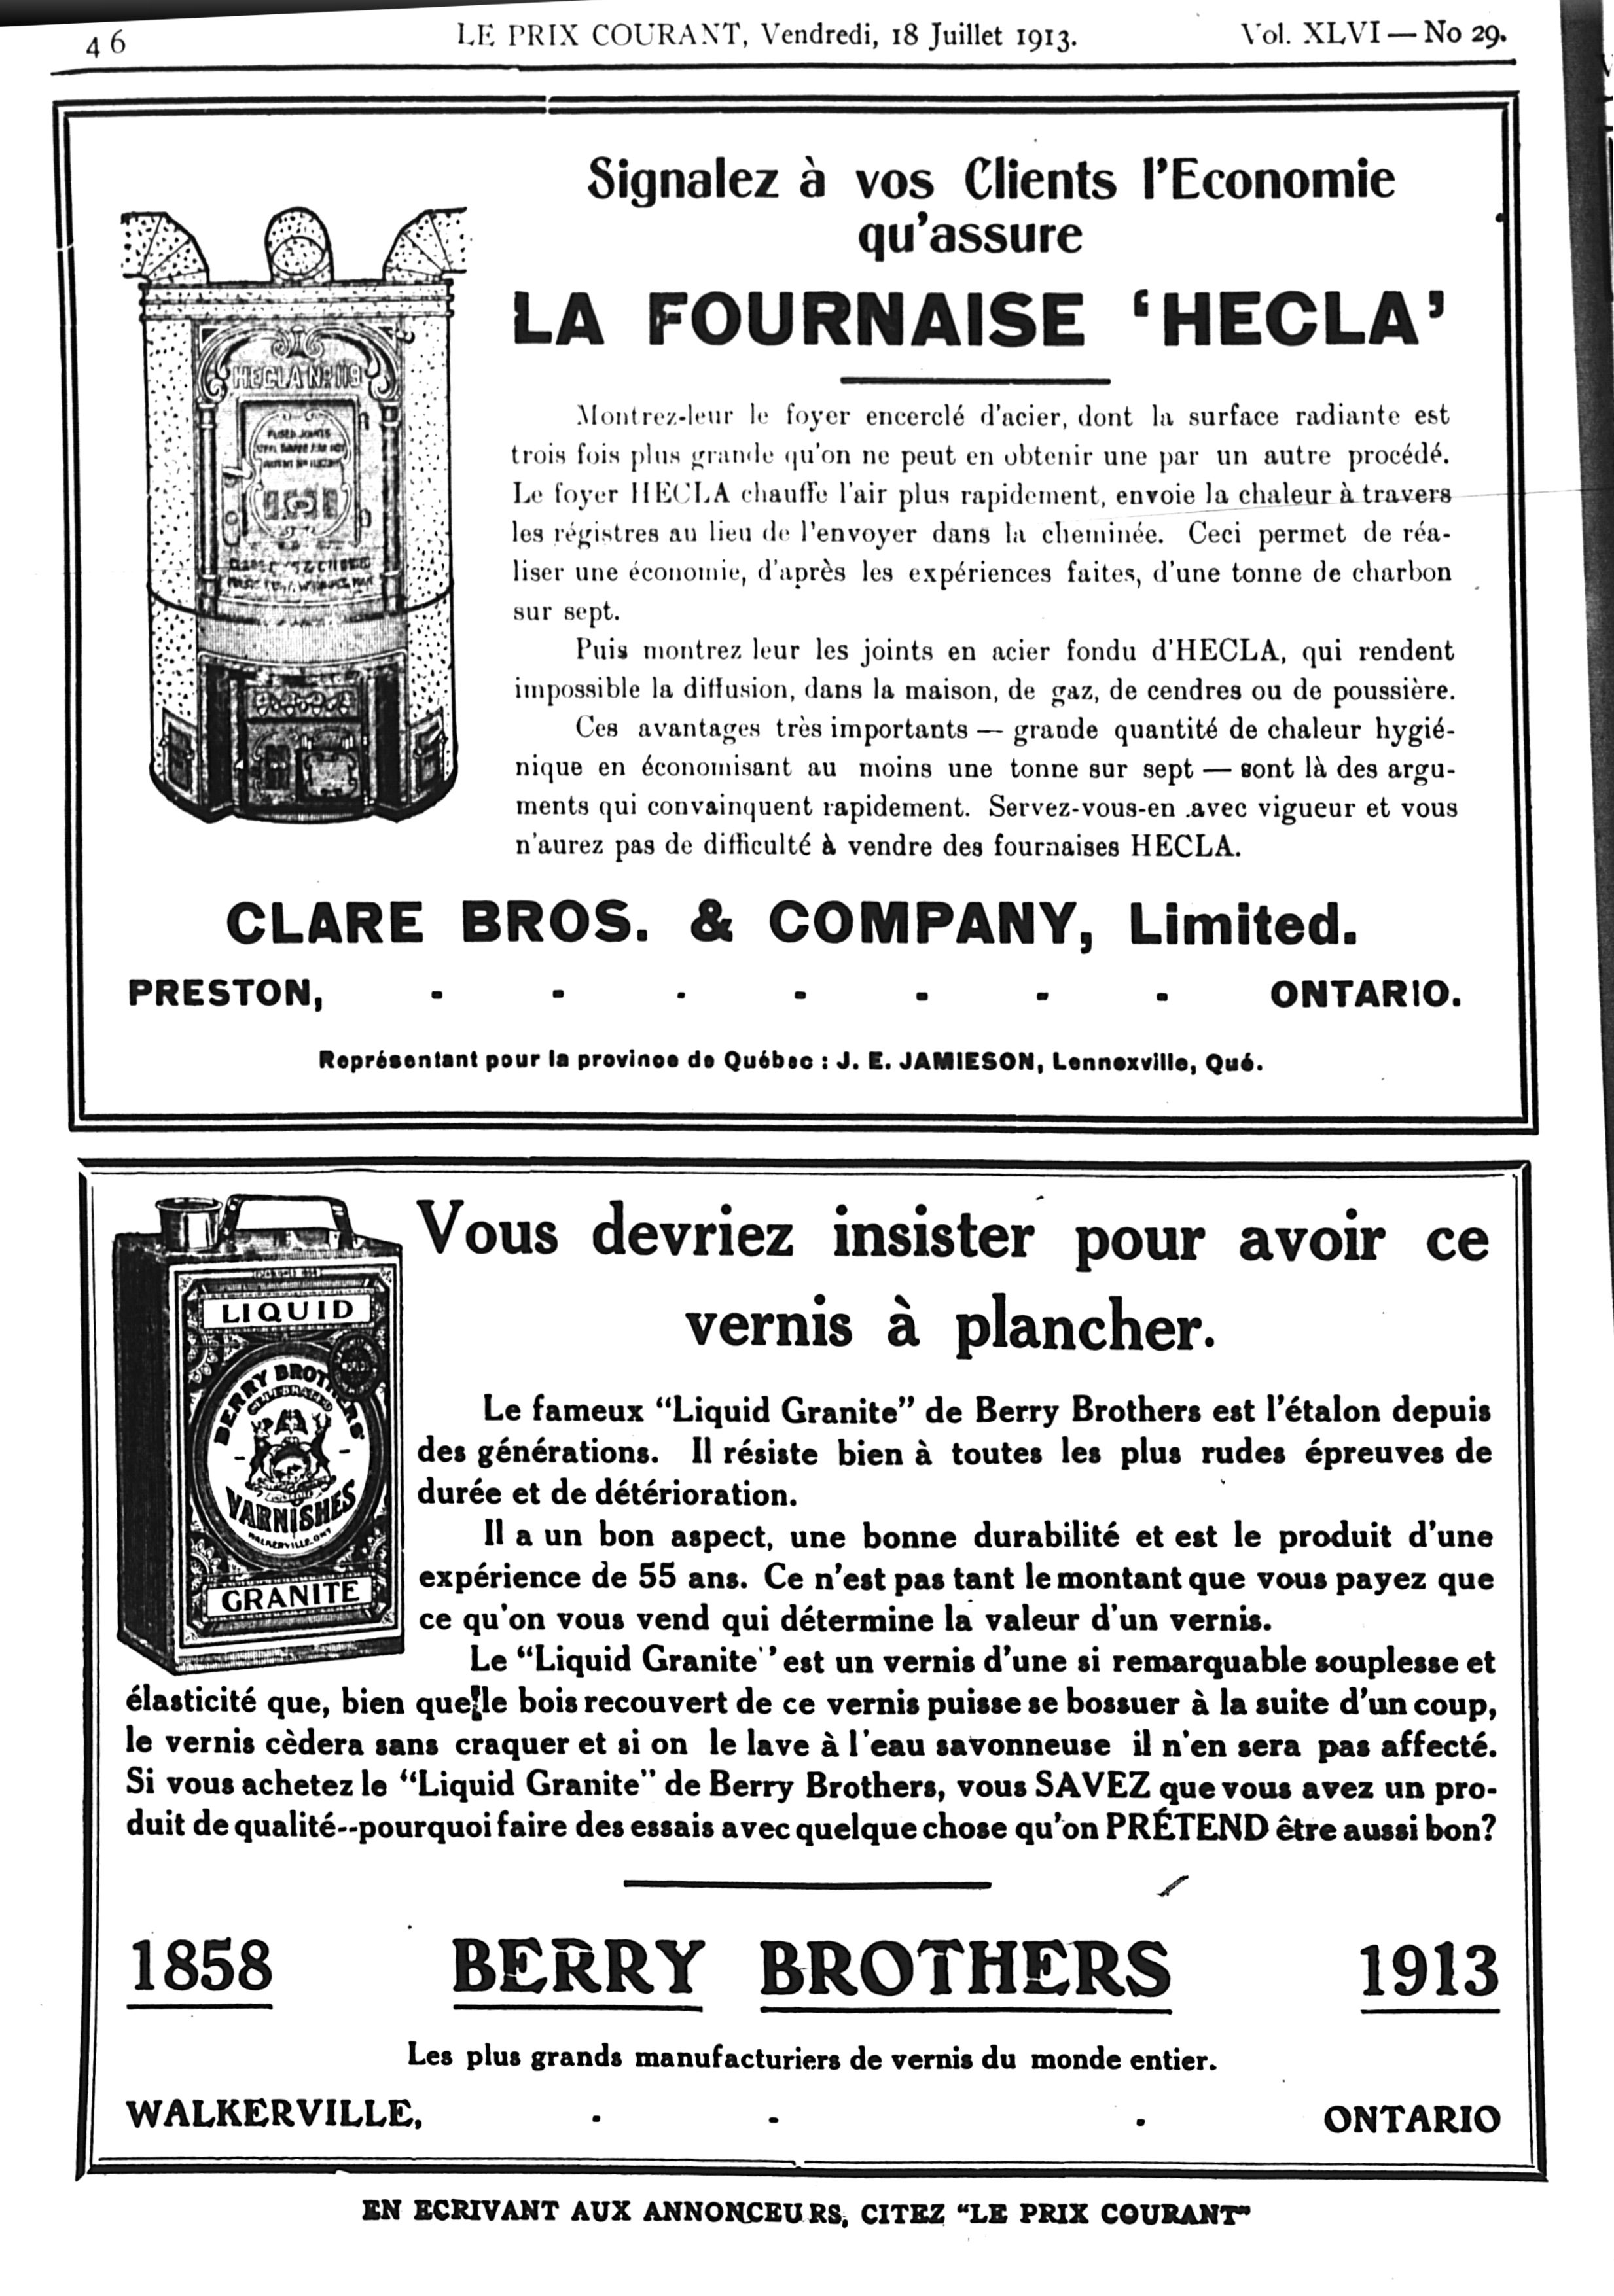 46
LE PRIX COURANT, Vendredi, 18 Juillet 1913.
Vol. XLVI — No 29.
Signalez à vos Clients l'Economie
qu'assure
LA FOURNAISE 'HECLA'
HECLA No 119
FUSED JOINTS
Montrez-leur le foyer encerclé d'acier, dont la surface radiante est
trois fois plus grande qu'on ne peut en obtenir une par un autre procédé.
Le foyer HECLA chauffe l'air plus rapidement, envoie la chaleur à travers
les régistres au lieu de l'envoyer dans la cheminée. Ceci permet de réa-
liser une économie, d'après les expériences faites, d'une tonne de charbon
sur sept.
Puis montrez leur les joints en acier fondu d'HECLA, qui rendent
impossible la diffusion, dans la maison, de gaz, de cendres ou de poussière.
Ces avantages très importants — grande quantité de chaleur hygié-
nique en économisant au moins une tonne sur sept — sont là des argu-
ments qui convainquent rapidement. Servez-vous-en avec vigueur et vous
n'aurez pas de difficulté à vendre des fournaises HECLA.
CLARE BROS. & COMPANY, Limited.
PRESTON, - - - - - - - ONTARIO.
Représentant pour la province de Québec : J. E. JAMIESON, Lennoxville, Qué.
Vous devriez insister pour avoir ce
vernis à plancher.
LIQUID
BERRY BROTHERS'
CELEBRATED
VARNISHES
WALKERVILLE, ONT
GRANITE
Le fameux “Liquid Granite” de Berry Brothers est l'étalon depuis
des générations. Il résiste bien à toutes les plus rudes épreuves de
durée et de détérioration.
Il a un bon aspect, une bonne durabilité et est le produit d'une
expérience de 55 ans. Ce n'est pas tant le montant que vous payez que
ce qu'on vous vend qui détermine la valeur d'un vernis.
Le “Liquid Granite” est un vernis d'une si remarquable souplesse et
élasticité que, bien que le bois recouvert de ce vernis puisse se bossuer à la suite d'un coup,
le vernis cèdera sans craquer et si on le lave à l'eau savonneuse il n'en sera pas affecté.
Si vous achetez le “Liquid Granite” de Berry Brothers, vous SAVEZ que vous avez un pro-
duit de qualité--pourquoi faire des essais avec quelque chose qu'on PRÉTEND être aussi bon?
1858 BERRY BROTHERS 1913
Les plus grands manufacturiers de vernis du monde entier.
WALKERVILLE, - - - ONTARIO
EN ECRIVANT AUX ANNONCEURS, CITEZ “LE PRIX COURANT”